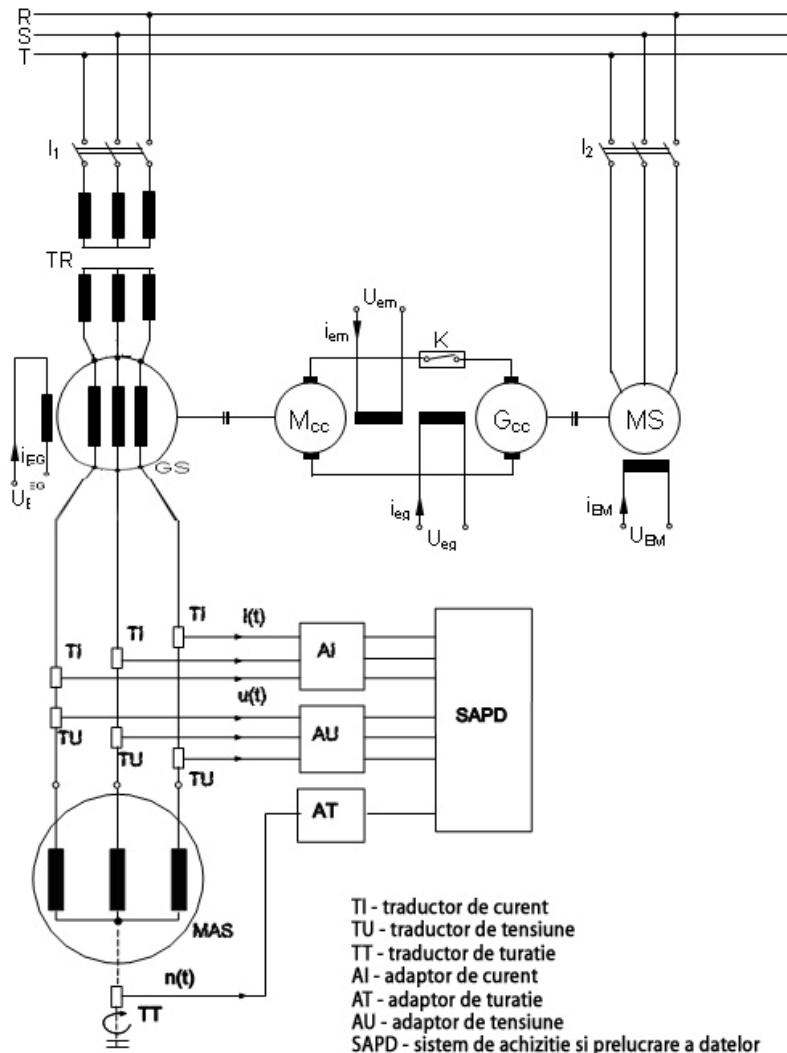 R
S
T
I₁
I₂
TR
Uem
iem
K
Mcc
Gcc
MS
iEG
GS
ieg
Ueg
iEM
UEM
TI
i(t)
TI
AI
TI
u(t)
SAPD
TU
AU
TU
TU
AT
MAS
n(t)
TT
TI - traductor de curent
TU - traductor de tensiune
TT - traductor de turatie
AI - adaptor de curent
AT - adaptor de turatie
AU - adaptor de tensiune
SAPD - sistem de achizitie si prelucrare a datelor